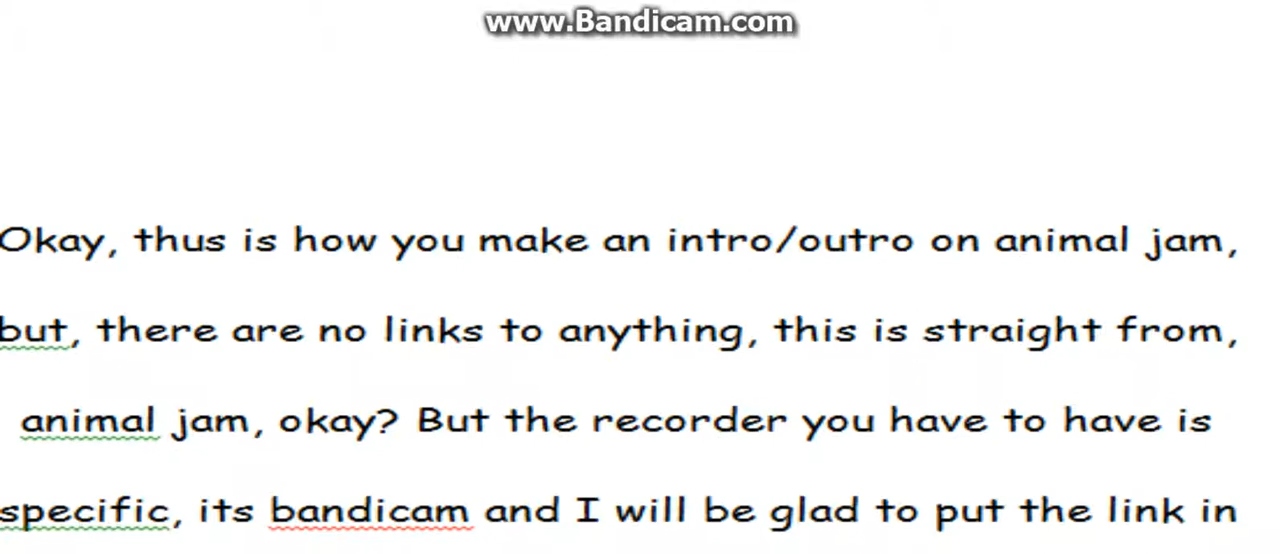 www.Bandicam.com
Okay, thus is how you make an intro/outro on animal jam,
but, there are no links to anything, this is straight from,
animal jam, okay? But the recorder you have to have is
specific, its bandicam and I will be glad to put the link in